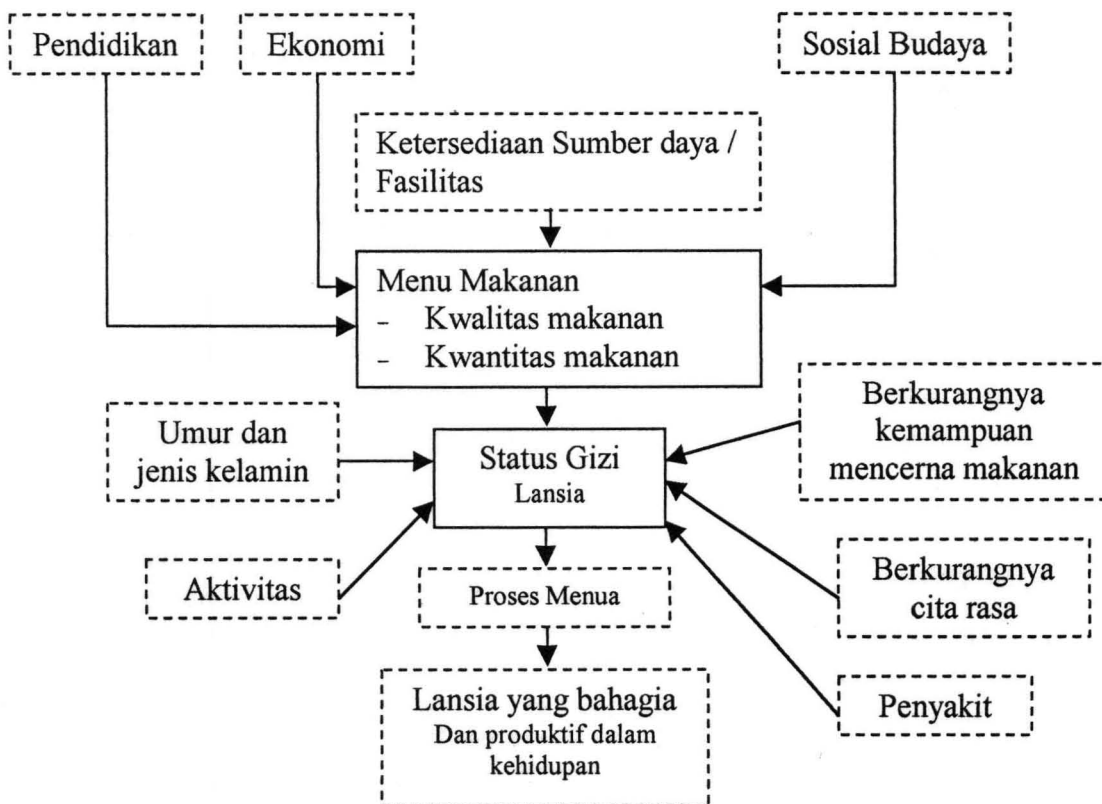 Pendidikan
Ekonomi
Sosial Budaya
Ketersediaan Sumber daya /
Fasilitas
Menu Makanan
- Kwalitas makanan
- Kwantitas makanan
Umur dan
jenis kelamin
Status Gizi
Lansia
Berkurangnya
kemampuan
mencerna makanan
Aktivitas
Proses Menua
Berkurangnya
cita rasa
Lansia yang bahagia
Dan produktif dalam
kehidupan
Penyakit